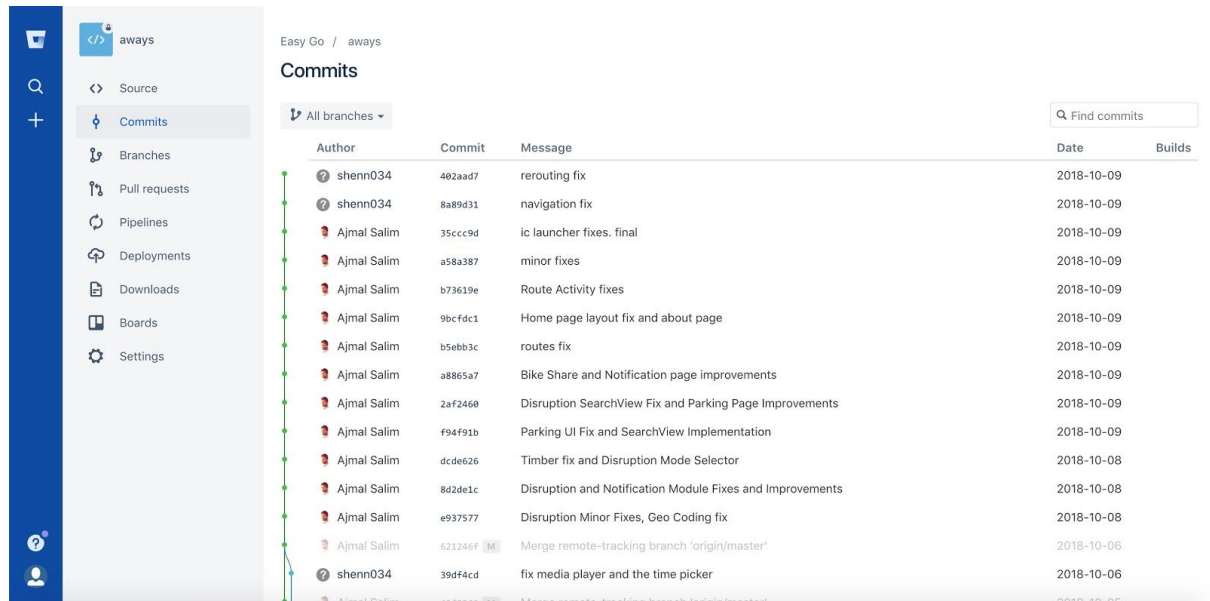 </> aways
Source
Commits
Branches
Pull requests
Pipelines
Deployments
Downloads
Boards
Settings
Easy Go / aways
Commits
All branches
Find commits
Author Commit Message Date Builds
shenn034 402aad7 rerouting fix 2018-10-09
shenn034 8a89d31 navigation fix 2018-10-09
Ajmal Salim 35ccc9d ic launcher fixes. final 2018-10-09
Ajmal Salim a58a387 minor fixes 2018-10-09
Ajmal Salim b73619e Route Activity fixes 2018-10-09
Ajmal Salim 9bcfdc1 Home page layout fix and about page 2018-10-09
Ajmal Salim b5ebb3c routes fix 2018-10-09
Ajmal Salim a8865a7 Bike Share and Notification page improvements 2018-10-09
Ajmal Salim 2af2460 Disruption SearchView Fix and Parking Page Improvements 2018-10-09
Ajmal Salim f94f91b Parking UI Fix and SearchView Implementation 2018-10-09
Ajmal Salim dcde626 Timber fix and Disruption Mode Selector 2018-10-08
Ajmal Salim 8d2de1c Disruption and Notification Module Fixes and Improvements 2018-10-08
Ajmal Salim e937577 Disruption Minor Fixes, Geo Coding fix 2018-10-08
Ajmal Salim 621246f M Merge remote-tracking branch 'origin/master' 2018-10-06
shenn034 39df4cd fix media player and the time picker 2018-10-06